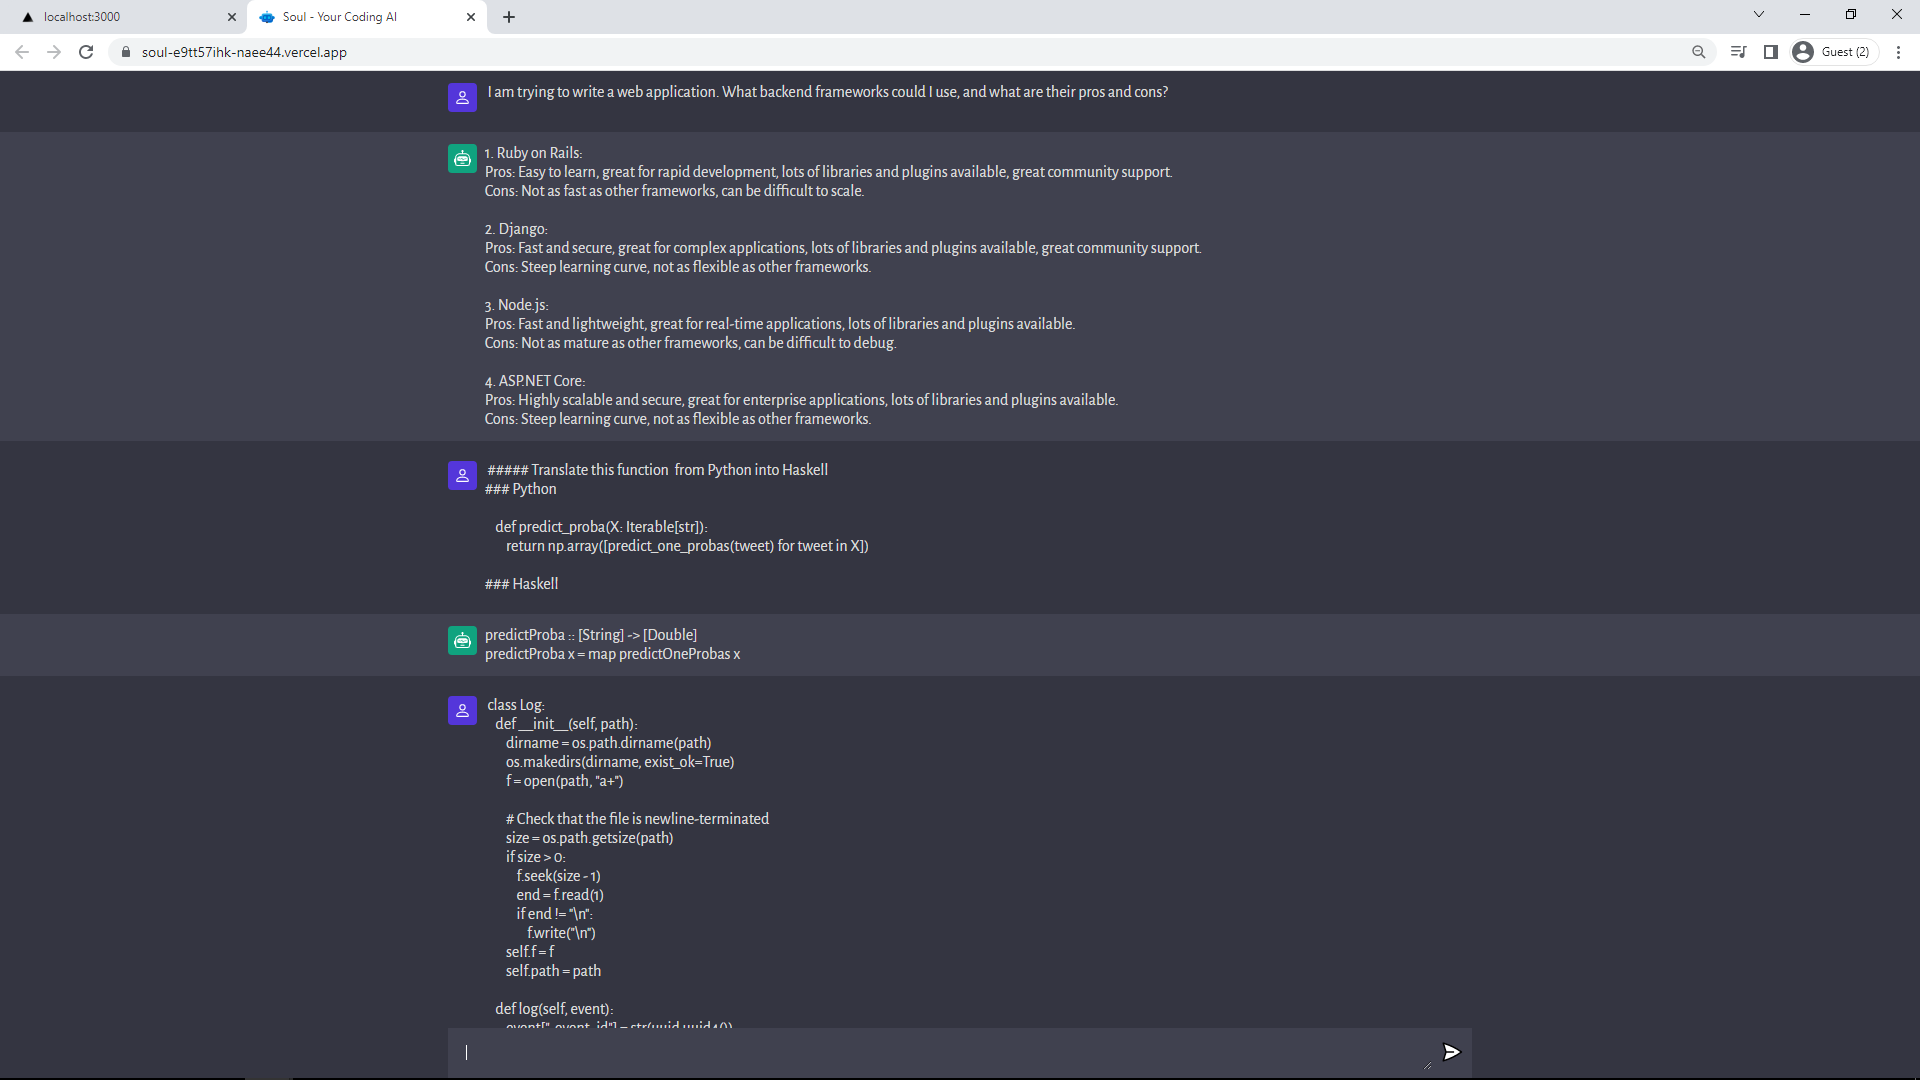 localhost:3000
Soul - Your Coding AI
soul-e9tt57ihk-naee44.vercel.app
Guest (2)
I am trying to write a web application. What backend frameworks could I use, and what are their pros and cons?
1. Ruby on Rails:
Pros: Easy to learn, great for rapid development, lots of libraries and plugins available, great community support.
Cons: Not as fast as other frameworks, can be difficult to scale.
2. Django:
Pros: Fast and secure, great for complex applications, lots of libraries and plugins available, great community support.
Cons: Steep learning curve, not as flexible as other frameworks.
3. Node.js:
Pros: Fast and lightweight, great for real-time applications, lots of libraries and plugins available.
Cons: Not as mature as other frameworks, can be difficult to debug.
4. ASP.NET Core:
Pros: Highly scalable and secure, great for enterprise applications, lots of libraries and plugins available.
Cons: Steep learning curve, not as flexible as other frameworks.
##### Translate this function  from Python into Haskell
### Python
def predict_proba(X: Iterable[str]):
return np.array([predict_one_probas(tweet) for tweet in X])
### Haskell
predictProba :: [String] -> [Double]
predictProba x = map predictOneProbas x
class Log:
def __init__(self, path):
dirname = os.path.dirname(path)
os.makedirs(dirname, exist_ok=True)
f = open(path, "a+")
# Check that the file is newline-terminated
size = os.path.getsize(path)
if size > 0:
f.seek(size - 1)
end = f.read(1)
if end != "\n":
f.write("\n")
self.f = f
self.path = path
def log(self, event):
event["_event_id"] = str(uuid.uuid4())